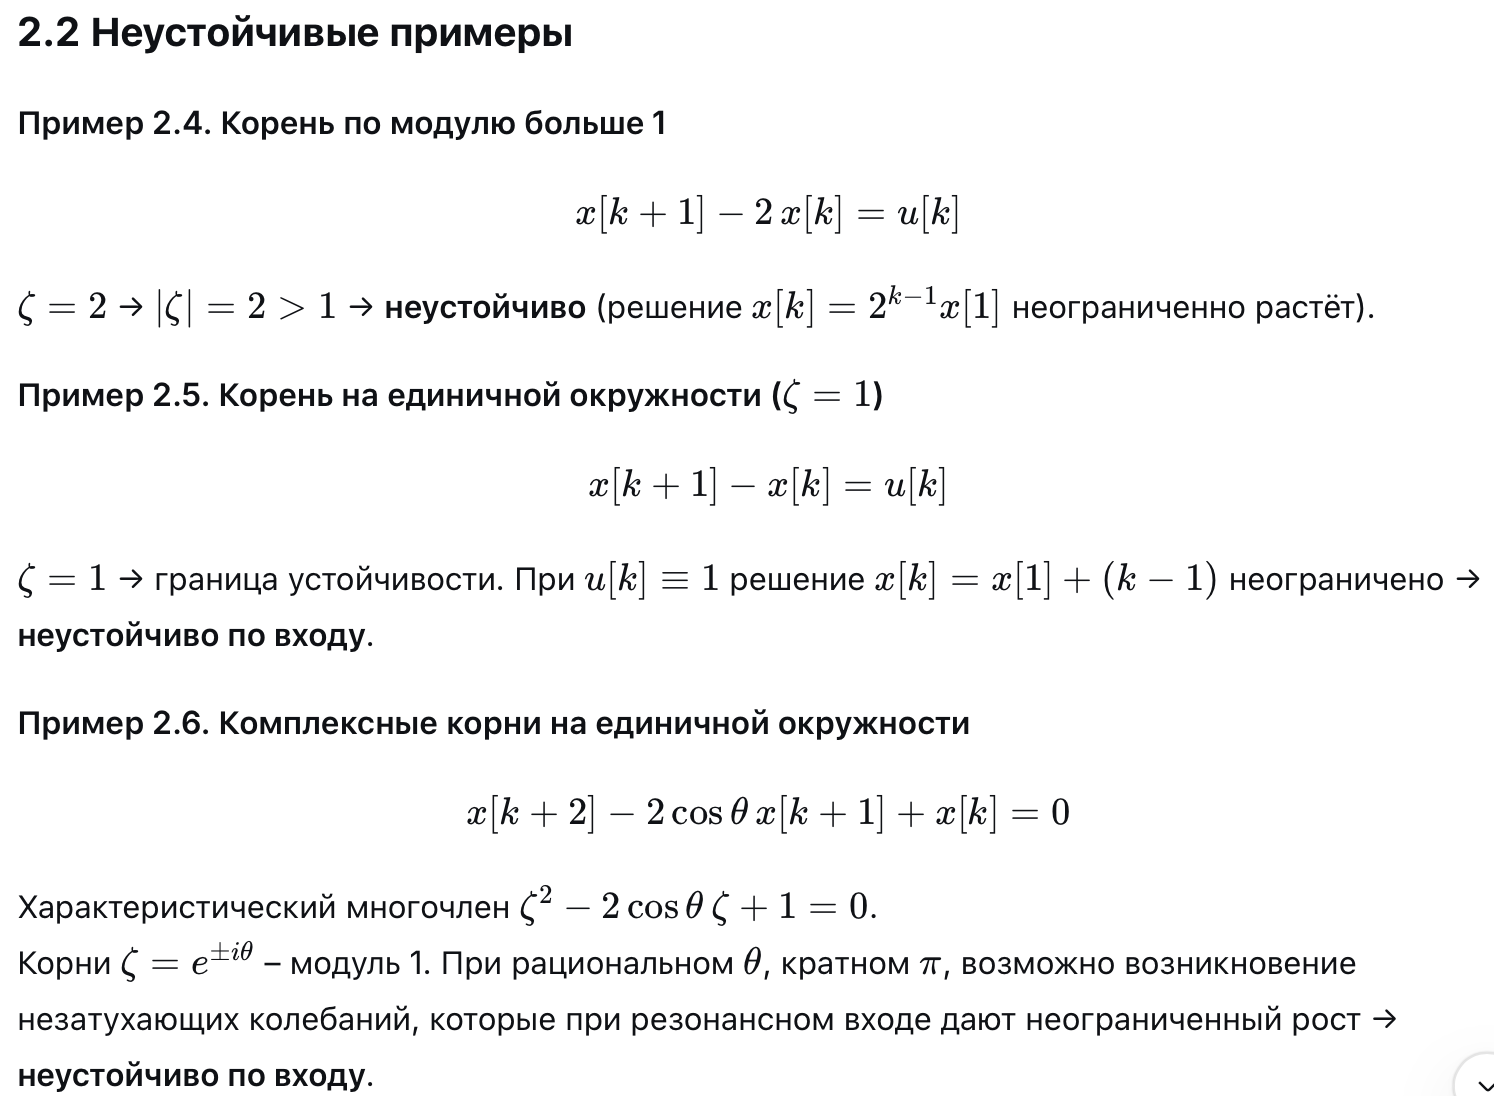 2.2 Неустойчивые примеры
Пример 2.4. Корень по модулю больше 1
x[k + 1] − 2 x[k] = u[k]
ζ = 2 → |ζ| = 2 > 1 → неустойчиво (решение x[k] = 2^{k−1}x[1] неограниченно растёт).
Пример 2.5. Корень на единичной окружности (ζ = 1)
x[k + 1] − x[k] = u[k]
ζ = 1 → граница устойчивости. При u[k] ≡ 1 решение x[k] = x[1] + (k − 1) неограничено →
неустойчиво по входу.
Пример 2.6. Комплексные корни на единичной окружности
x[k + 2] − 2 cos θ x[k + 1] + x[k] = 0
Характеристический многочлен ζ² − 2 cos θ ζ + 1 = 0.
Корни ζ = e^{±iθ} – модуль 1. При рациональном θ, кратном π, возможно возникновение
незатухающих колебаний, которые при резонансном входе дают неограниченный рост →
неустойчиво по входу.